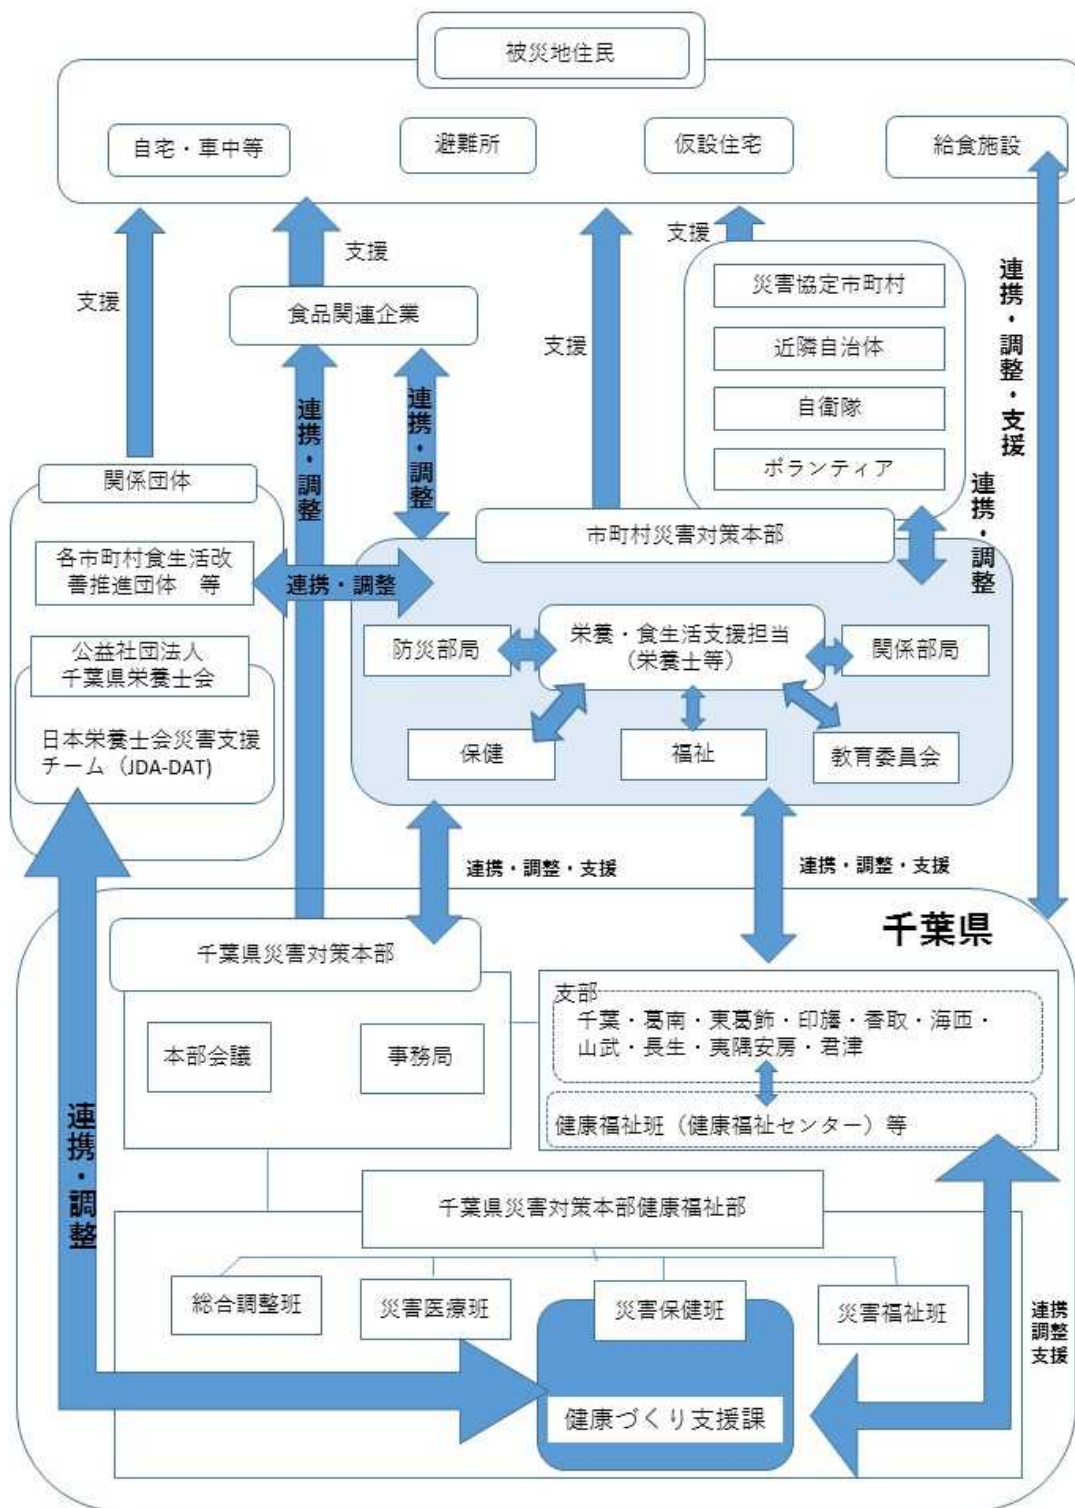 被災地住民
自宅・車中等
避難所
仮設住宅
給食施設
支援
支援
支援
支援
連携・調整・支援
食品関連企業
災害協定市町村
近隣自治体
自衛隊
ボランティア
連携・調整
連携・調整
連携・調整
関係団体
各市町村食生活改
善推進団体　等
連携・調整
公益社団法人
千葉県栄養士会
日本栄養士会災害支援
チーム（JDA-DAT)
市町村災害対策本部
防災部局
栄養・食生活支援担当
（栄養士等）
関係部局
保健
福祉
教育委員会
連携・調整・支援
連携・調整・支援
千葉県
千葉県災害対策本部
本部会議
事務局
支部
千葉・葛南・東葛飾・印旛・香取・海匝・
山武・長生・夷隅安房・君津
健康福祉班（健康福祉センター）等
連携・調整
千葉県災害対策本部健康福祉部
総合調整班
災害医療班
災害保健班
災害福祉班
健康づくり支援課
連携
調整
支援